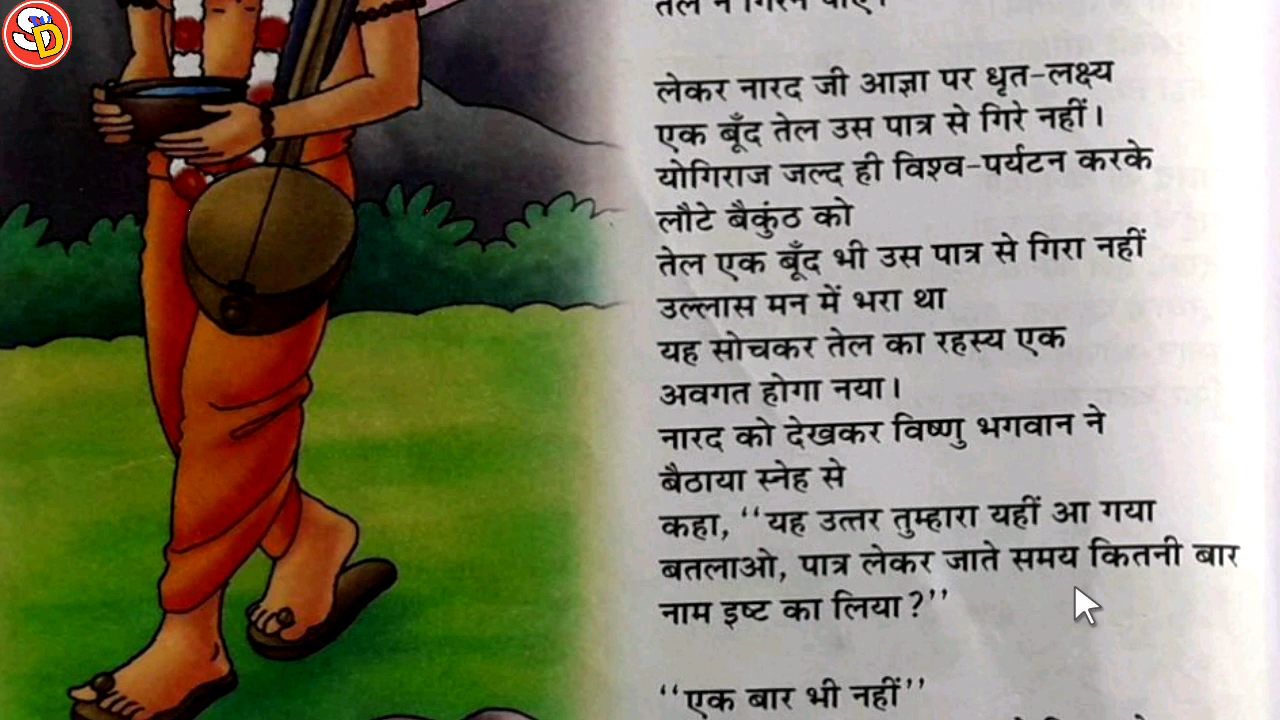 SD
तेल न गिरने पाए।
लेकर नारद जी आज्ञा पर धृत-लक्ष्य
एक बूँद तेल उस पात्र से गिरे नहीं।
योगिराज जल्द ही विश्व-पर्यटन करके
लौटे बैकुंठ को
तेल एक बूँद भी उस पात्र से गिरा नहीं
उल्लास मन में भरा था
यह सोचकर तेल का रहस्य एक
अवगत होगा नया।
नारद को देखकर विष्णु भगवान ने
बैठाया स्नेह से
कहा, ‘‘यह उत्तर तुम्हारा यहीं आ गया
बतलाओ, पात्र लेकर जाते समय कितनी बार
नाम इष्ट का लिया?’’
‘‘एक बार भी नहीं’’